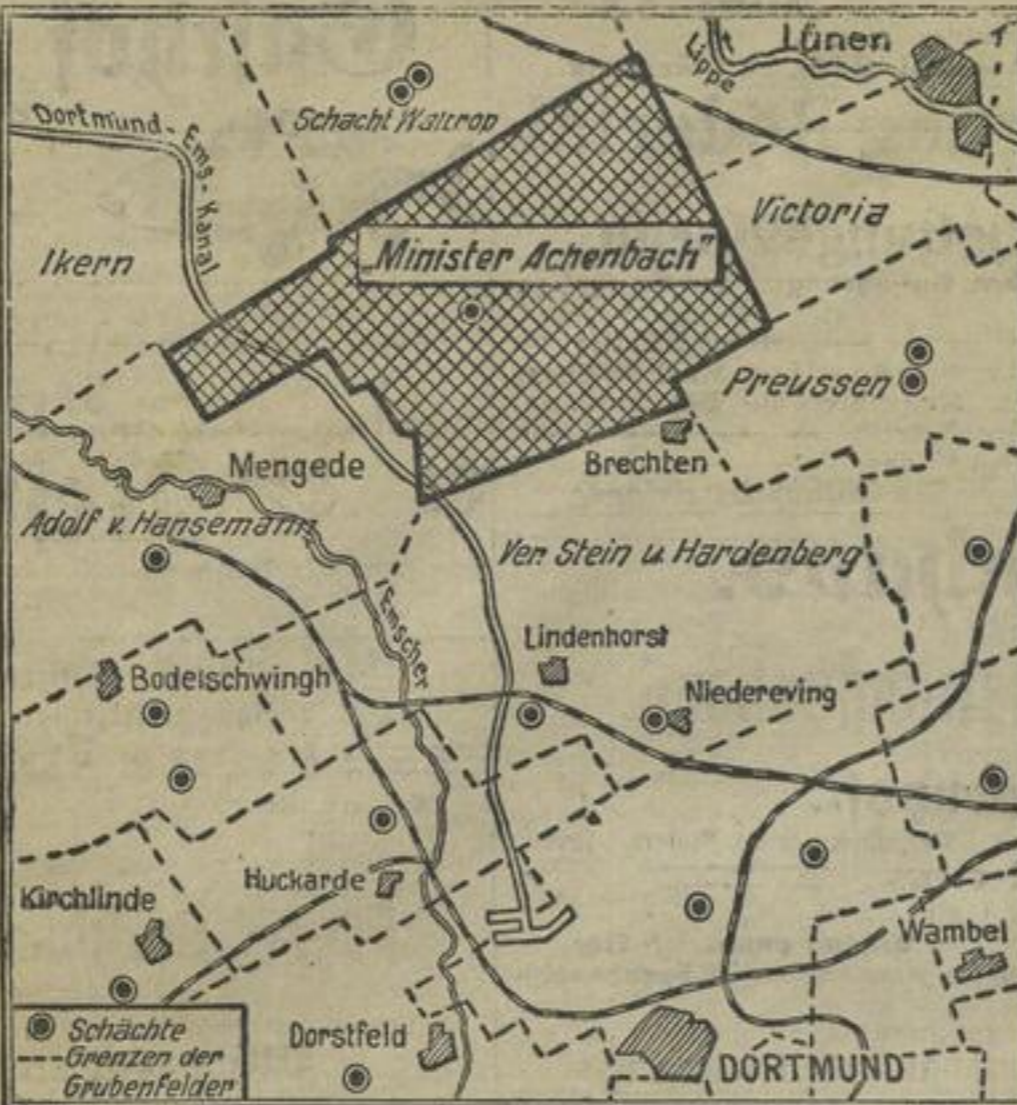 Lünen
Lippe
Dortmund-Ems-Kanal
Schacht Waltrop
Victoria
Ikern
„Minister Achenbach"
Preussen
Mengede
Brechten
Adolf v. Hansemann
Ver. Stein u. Hardenberg
Emscher
Lindenhorst
Bodelschwingh
Niedereving
Huckarde
Kirchlinde
Wambel
Schächte
Grenzen der
Grubenfelder
Dorstfeld
DORTMUND